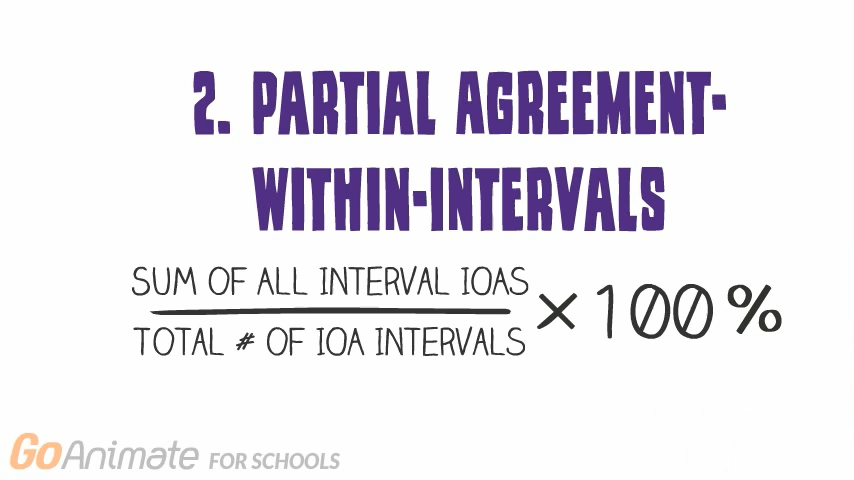 2. PARTIAL AGREEMENT-
WITHIN-INTERVALS
SUM OF ALL INTERVAL IOAS
TOTAL # OF IOA INTERVALS
× 100 %
GoAnimate FOR SCHOOLS